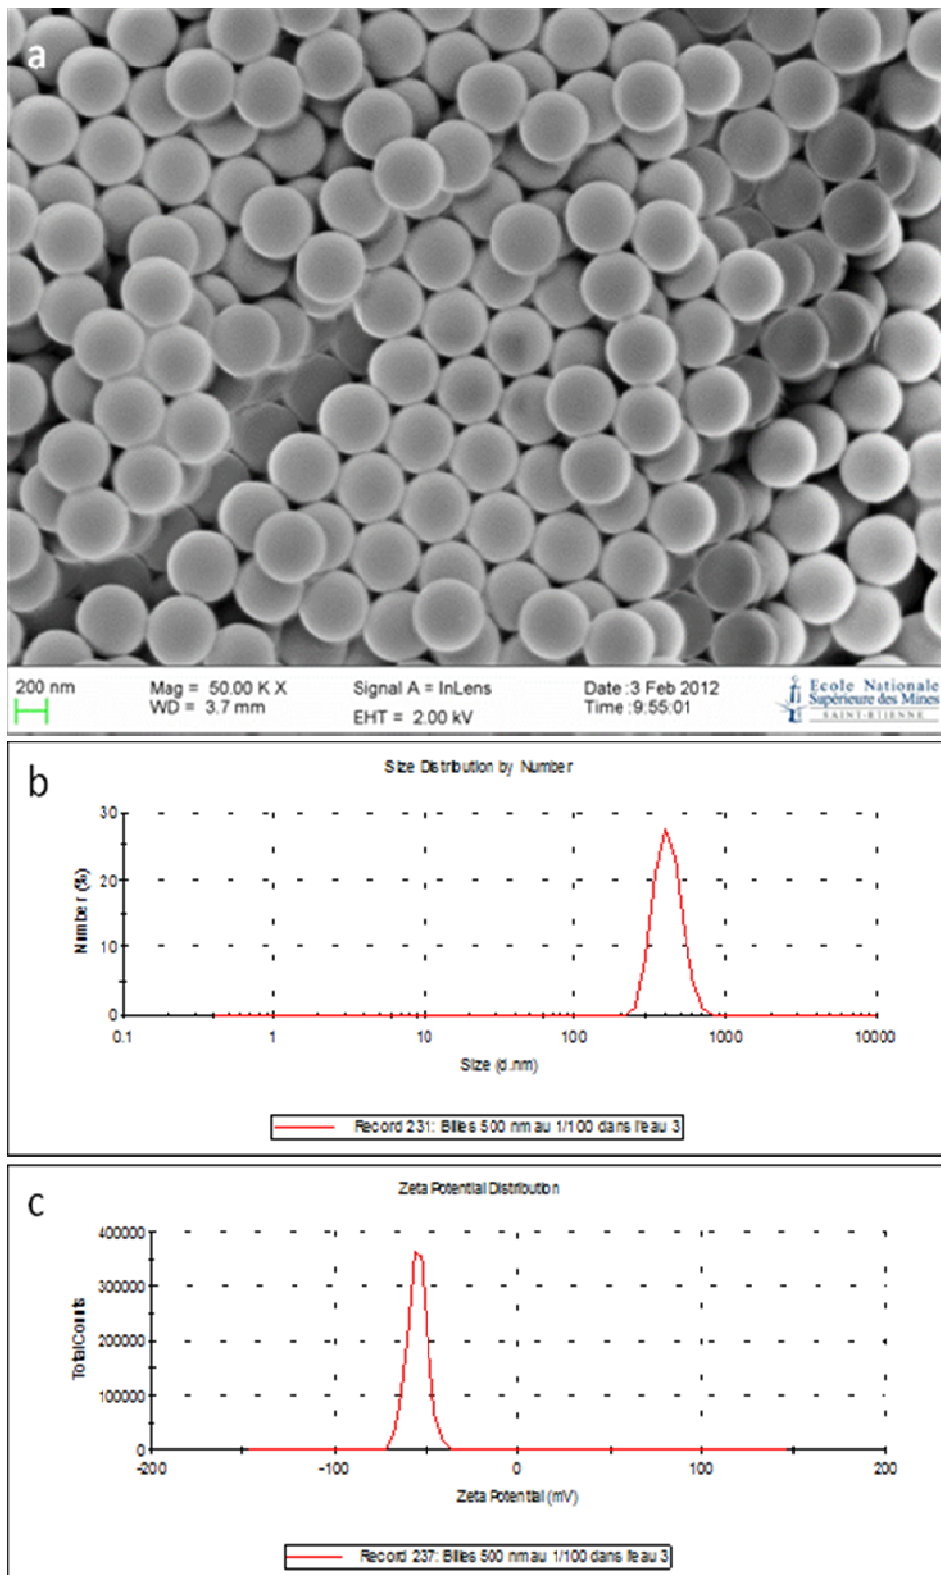 a
200 nm
Mag = 50.00 K X
WD = 3.7 mm
Signal A = InLens
EHT = 2.00 kV
Date :3 Feb 2012
Time :9:55:01
Ecole Nationale
Supérieure des Mines
SAINT-ETIENNE
b
Size Distribution by Number
Number (%)
30
20
10
0
0.1 1 10 100 1000 10000
Size (d.nm)
Record 231: Billes 500 nm au 1/100 dans l'eau 3
c
Zeta Potential Distribution
Total Counts
400000
300000
200000
100000
0
-200 -100 0 100 200
Zeta Potential (mV)
Record 237: Billes 500 nm au 1/100 dans l'eau 3